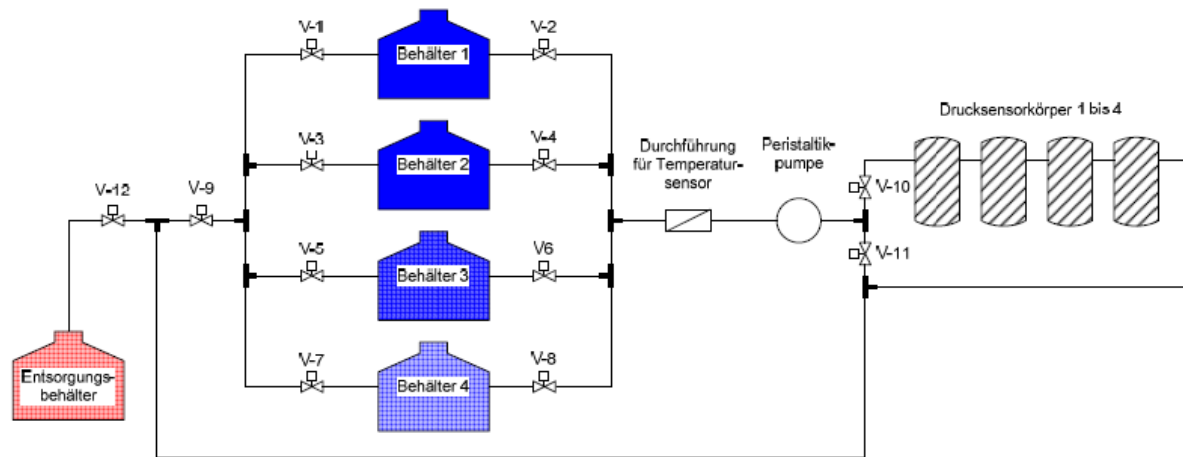 V-1
V-2
Behälter 1
Drucksensorkörper 1 bis 4
V-3
V-4
Durchführung
für Temperatur-
sensor
Peristaltik-
pumpe
Behälter 2
V-12
V-9
V-10
V-5
V6
V-11
Behälter 3
V-7
V-8
Entsorgungs-
behälter
Behälter 4